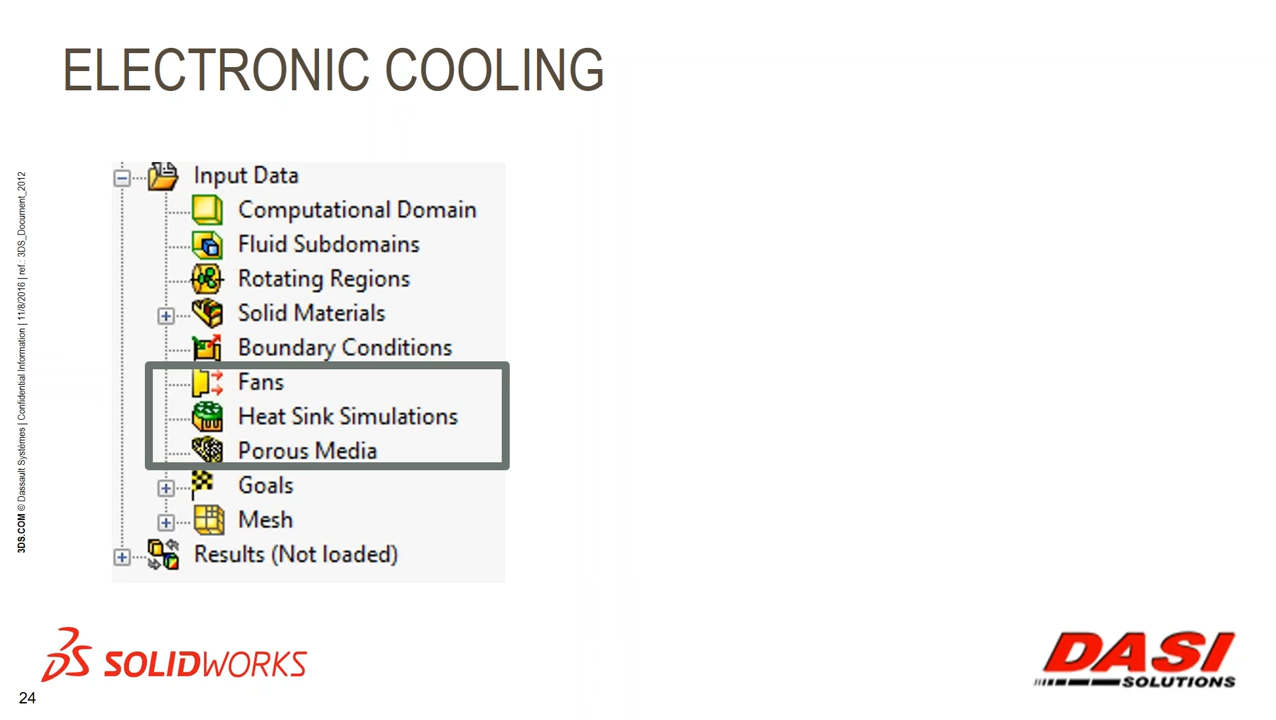 ELECTRONIC COOLING
3DS.COM © Dassault Systèmes | Confidential Information | 11/8/2016 | ref.: 3DS_Document_2012
Input Data
Computational Domain
Fluid Subdomains
Rotating Regions
Solid Materials
Boundary Conditions
Fans
Heat Sink Simulations
Porous Media
Goals
Mesh
Results (Not loaded)
SOLIDWORKS
DASI
SOLUTIONS
24